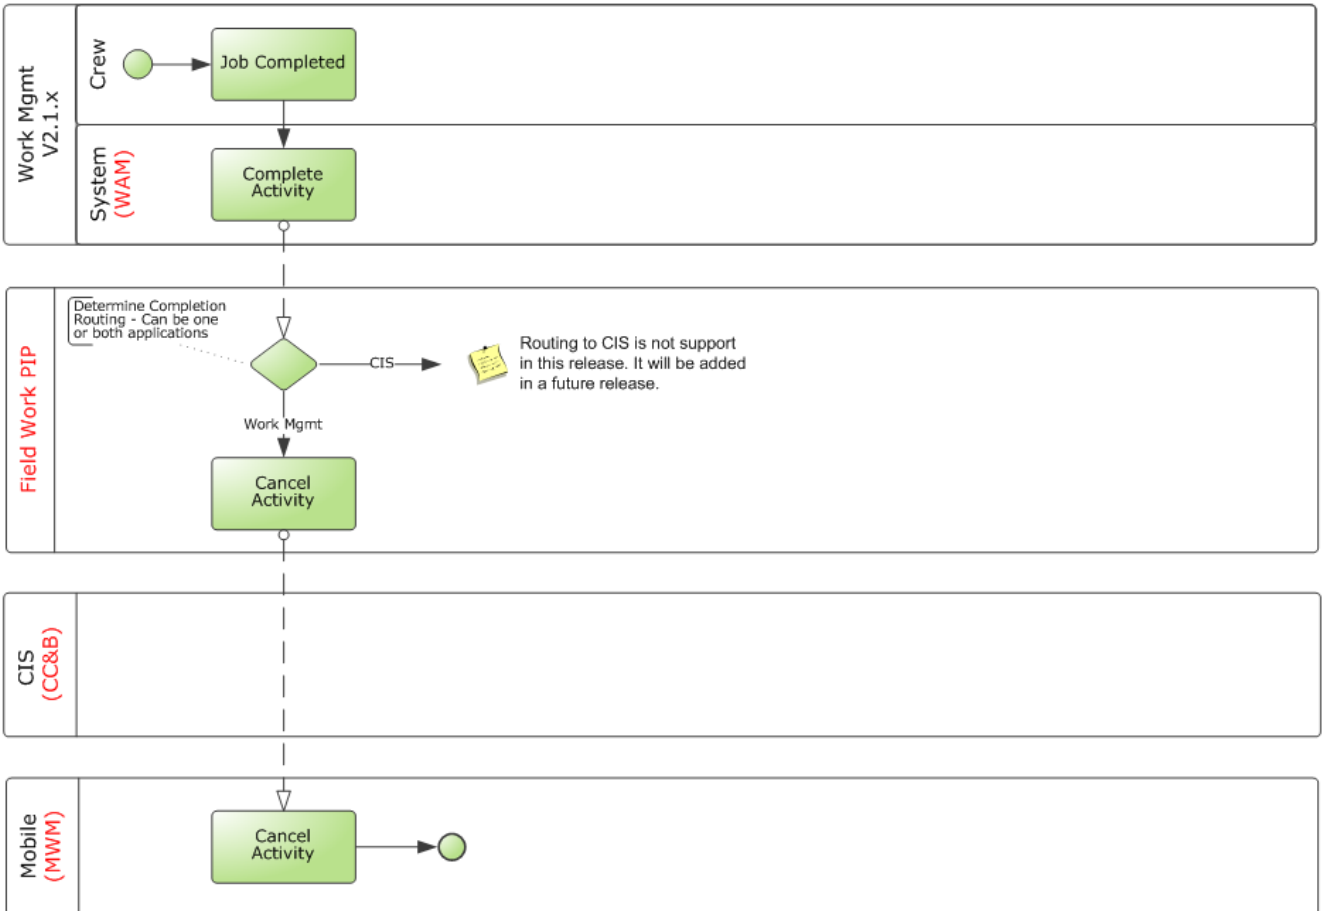 Work Mgmt
V2.1.x
Crew
Job Completed
System
(WAM)
Complete
Activity
Field Work PIP
Determine Completion
Routing - Can be one
or both applications
CIS
Routing to CIS is not support
in this release. It will be added
in a future release.
Work Mgmt
Cancel
Activity
CIS
(CC&B)
Mobile
(MWM)
Cancel
Activity